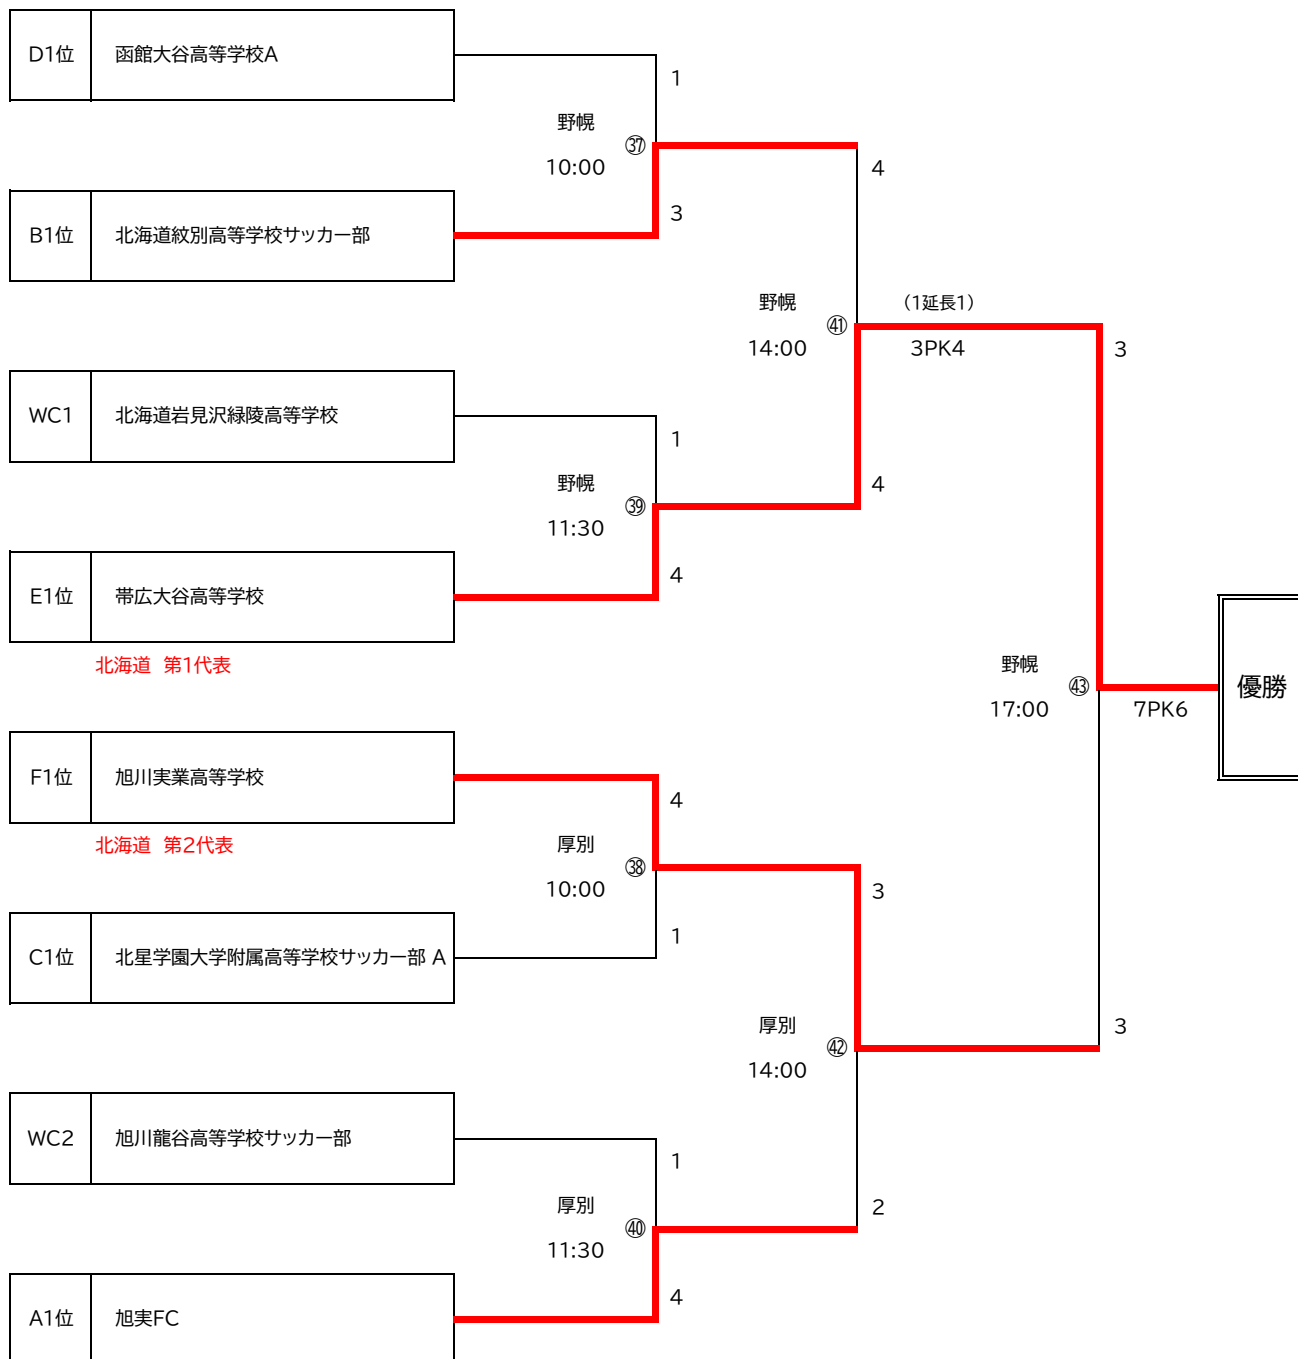 D1位 函館大谷高等学校A
1
野幌
㊲
10:00
4
3
B1位 北海道紋別高等学校サッカー部
野幌
(1延長1)
㊶
14:00
3PK4
3
WC1 北海道岩見沢緑陵高等学校
1
野幌
4
㊴
11:30
4
E1位 帯広大谷高等学校
北海道 第1代表
野幌
㊸
優勝
17:00
7PK6
F1位 旭川実業高等学校
4
北海道 第2代表
厚別
㊳
10:00
3
1
C1位 北星学園大学附属高等学校サッカー部 A
厚別
3
㊷
14:00
WC2 旭川龍谷高等学校サッカー部
1
厚別
2
㊵
11:30
4
A1位 旭実FC